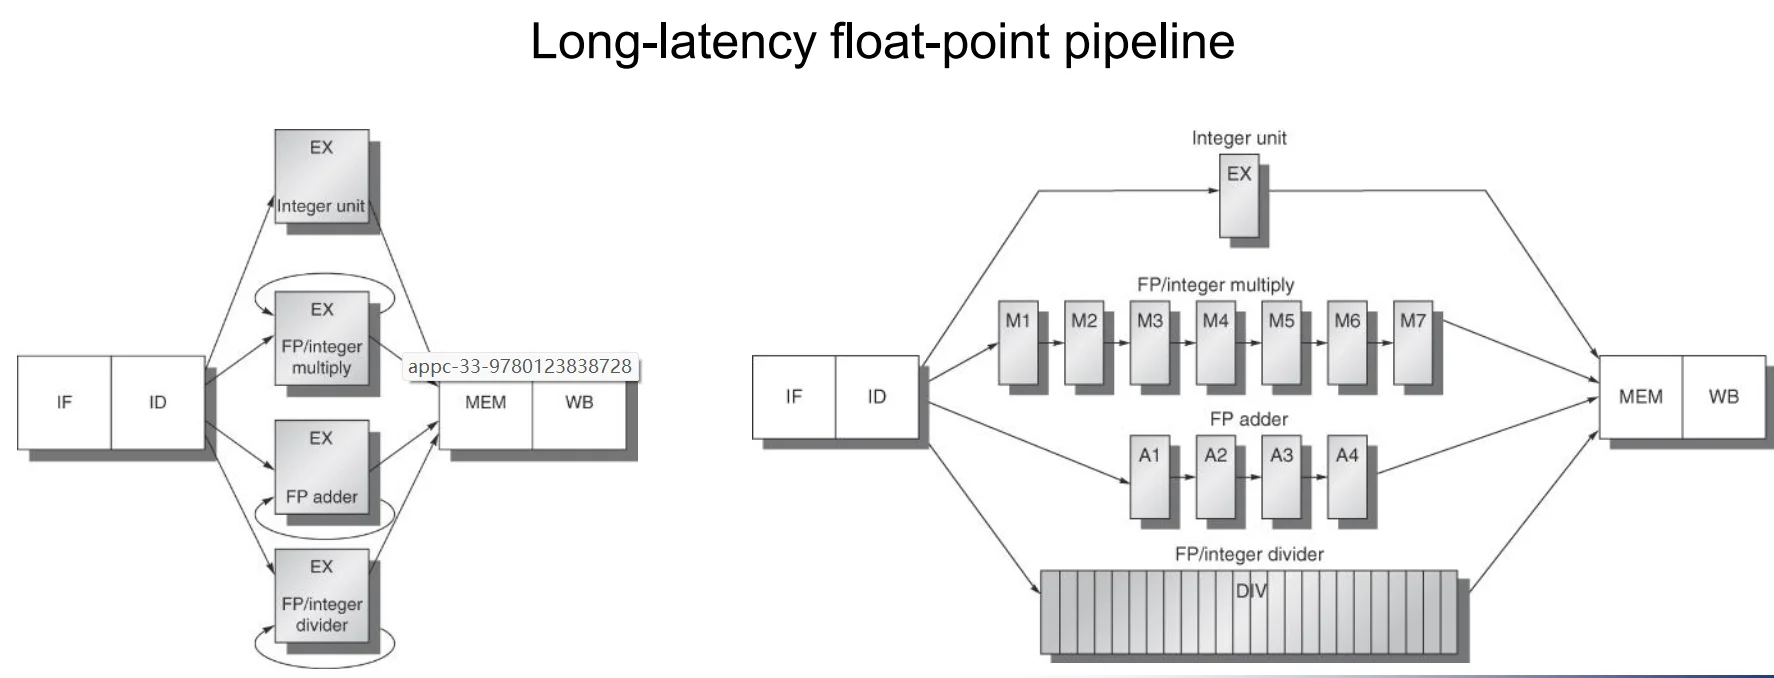 Long-latency float-point pipeline
EX
Integer unit
EX
FP/integer
multiply
appc-33-9780123838728
IF
ID
MEM
WB
EX
FP adder
EX
FP/integer
divider
Integer unit
EX
FP/integer multiply
M1
M2
M3
M4
M5
M6
M7
IF
ID
MEM
WB
FP adder
A1
A2
A3
A4
FP/integer divider
DIV